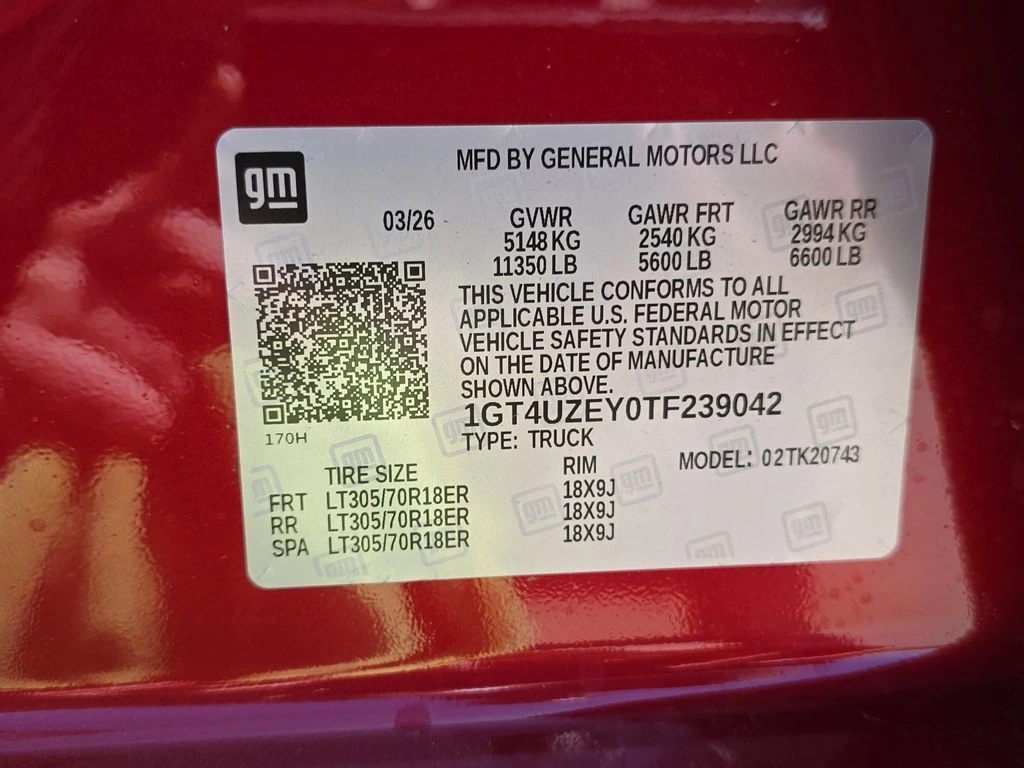 gm
MFD BY GENERAL MOTORS LLC
03/26 GVWR GAWR FRT GAWR RR
5148 KG 2540 KG 2994 KG
11350 LB 5600 LB 6600 LB
THIS VEHICLE CONFORMS TO ALL
APPLICABLE U.S. FEDERAL MOTOR
VEHICLE SAFETY STANDARDS IN EFFECT
ON THE DATE OF MANUFACTURE
SHOWN ABOVE.
1GT4UZEY0TF239042
170H
TYPE: TRUCK
TIRE SIZE RIM MODEL: 02TK20743
FRT LT305/70R18ER 18X9J
RR LT305/70R18ER 18X9J
SPA LT305/70R18ER 18X9J